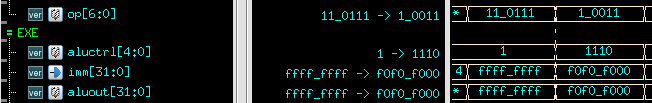 ver op[6:0] 11_0111 -> 1_0011 * 11_0111 1_0011
= EXE
ver aluctrl[4:0] 1 -> 1110 1 1110
ver imm[31:0] ffff_ffff -> f0f0_f000 4 ffff_ffff f0f0_f000
ver aluout[31:0] ffff_ffff -> f0f0_f000 * ffff_ffff f0f0_f000